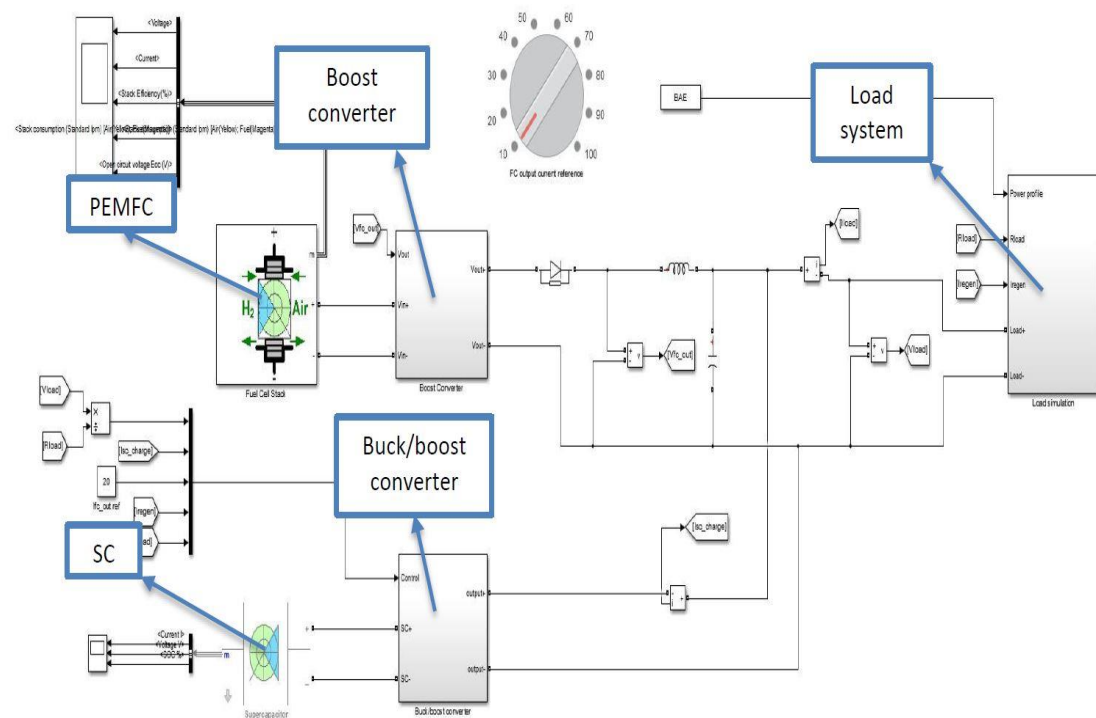 <Voltage>
<Current>
<Stack Efficiency(%)>
<Open circuit voltage Eoc (V)>
Boost
converter
PEMFC
10
20
30
40
50
60
70
80
90
100
FC output current reference
BAE
Load
system
m
+
-
H₂
Air
Fuel Cell Stack
[Vfc_out]
Vout
Vin+
Vin-
Vout+
Vout-
Boost Converter
[Iload]
+
-
i
+
-
v
[Vfc_out]
+
-
v
[Vload]
[Rload]
[Iregen]
Power profile
Rload
Iregen
Load+
Load-
Load simulation
[Vload]
[Rload]
×
÷
[Isc_charge]
20
Ifc_out ref
[Iregen]
Buck/boost
converter
SC
Control
SC+
SC-
output+
output-
Buck/boost converter
[Isc_charge]
+
-
i
<Current I>
<Voltage V>
<SOC %>
m
+
-
Supercapacitor